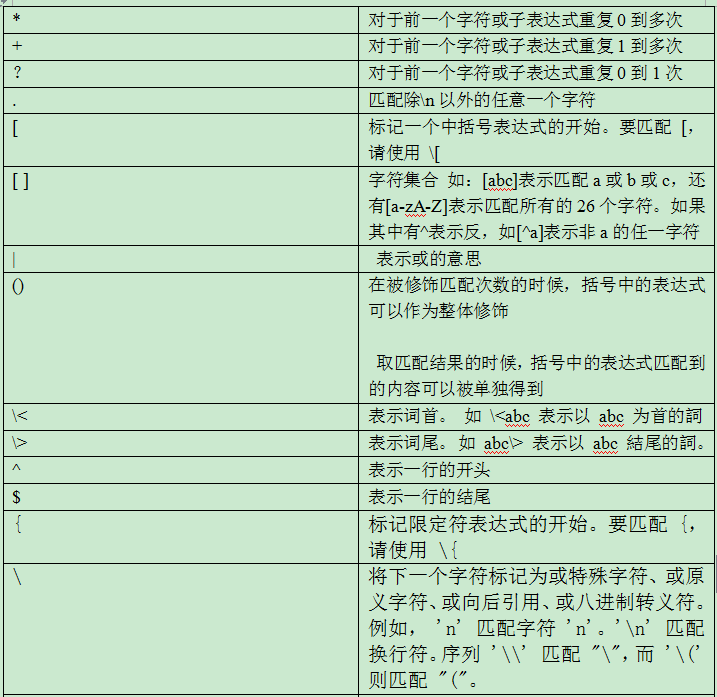 * 对于前一个字符或子表达式重复 0 到多次
+ 对于前一个字符或子表达式重复 1 到多次
? 对于前一个字符或子表达式重复 0 到 1 次
. 匹配除\n 以外的任意一个字符
[ 标记一个中括号表达式的开始。要匹配 [，
请使用 \[
[ ] 字符集合 如：[abc]表示匹配 a 或 b 或 c，还
有[a-zA-Z]表示匹配所有的 26 个字符。如果
其中有^表示反，如[^a]表示非 a 的任一字符
| 表示或的意思
() 在被修饰匹配次数的时候，括号中的表达式
可以作为整体修饰
取匹配结果的时候，括号中的表达式匹配到
的内容可以被单独得到
\< 表示词首。 如 \<abc 表示以 abc 为首的詞
\> 表示词尾。如 abc\> 表示以 abc 結尾的詞。
^ 表示一行的开头
$ 表示一行的结尾
{ 标记限定符表达式的开始。要匹配 {，
请使用 \{
\ 将下一个字符标记为或特殊字符、或原
义字符、或向后引用、或八进制转义符。
例如， 'n' 匹配字符 'n'。'\n' 匹配
换行符。序列 '\\' 匹配 "\"，而 '\('
则匹配 "("。